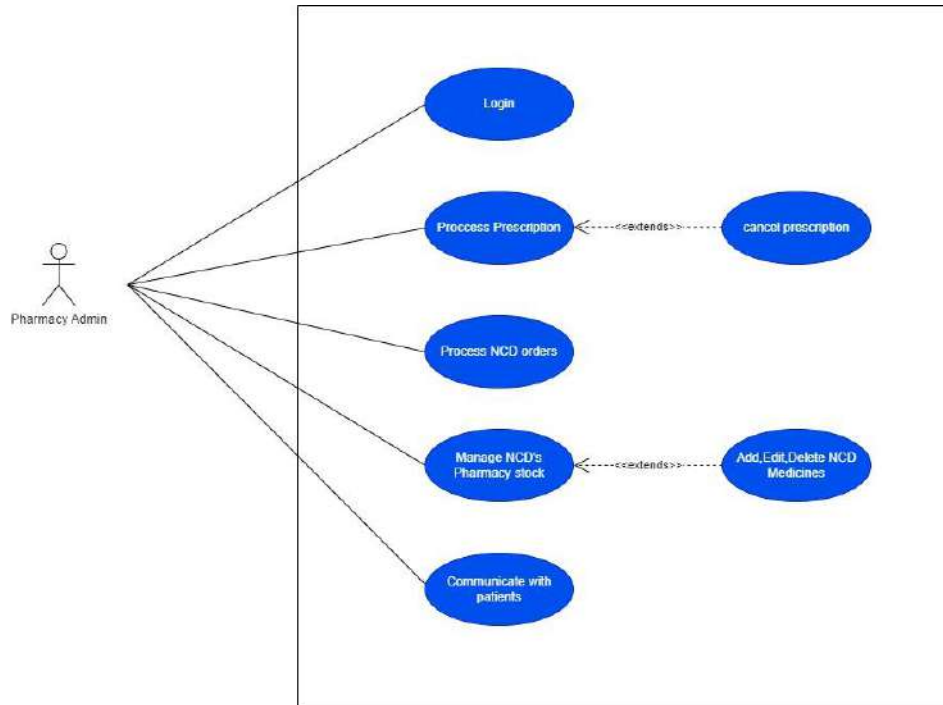 Login
Proccess Prescription
<<extends>>
cancel prescription
Pharmacy Admin
Process NCD orders
Manage NCD's
Pharmacy stock
<<extends>>
Add,Edit,Delete NCD
Medicines
Communicate with
patients